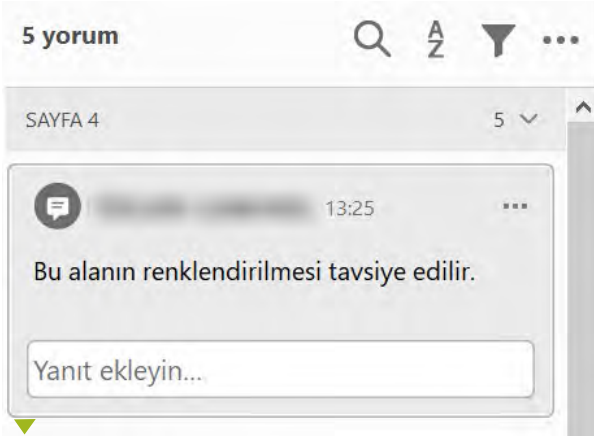 5 yorum
A
Z
SAYFA 4
5
13:25
Bu alanın renklendirilmesi tavsiye edilir.
Yanıt ekleyin...